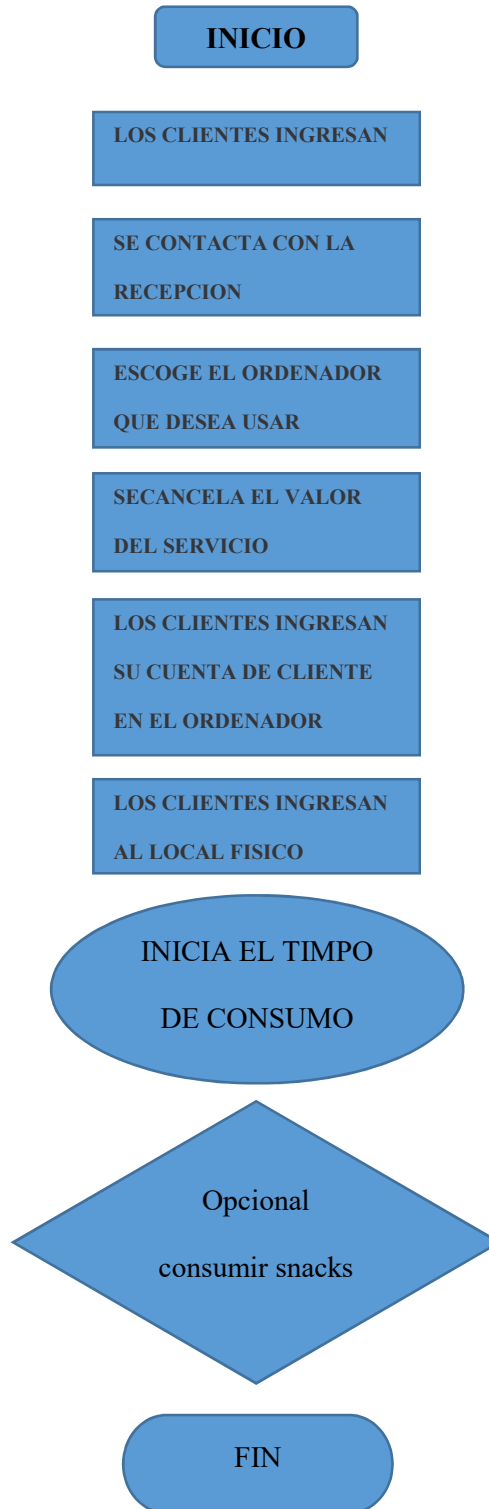 INICIO
LOS CLIENTES INGRESAN
SE CONTACTA CON LA
RECEPCION
ESCOGE EL ORDENADOR
QUE DESEA USAR
SECANCELA EL VALOR
DEL SERVICIO
LOS CLIENTES INGRESAN
SU CUENTA DE CLIENTE
EN EL ORDENADOR
LOS CLIENTES INGRESAN
AL LOCAL FISICO
INICIA EL TIMPO
DE CONSUMO
Opcional
consumir snacks
FIN